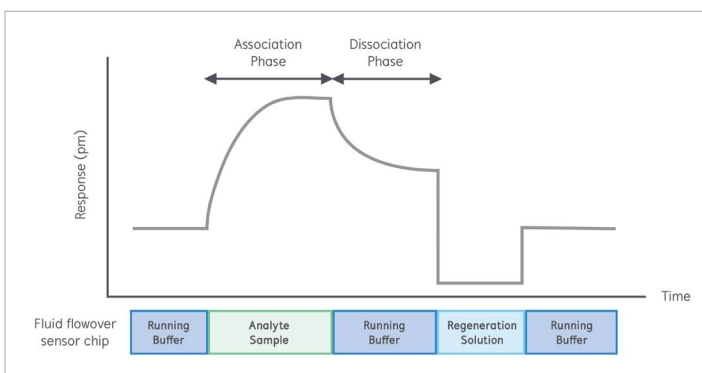 Association
Phase
Dissociation
Phase
Response (pm)
Time
Fluid flowover
sensor chip
Running
Buffer
Analyte
Sample
Running
Buffer
Regeneration
Solution
Running
Buffer